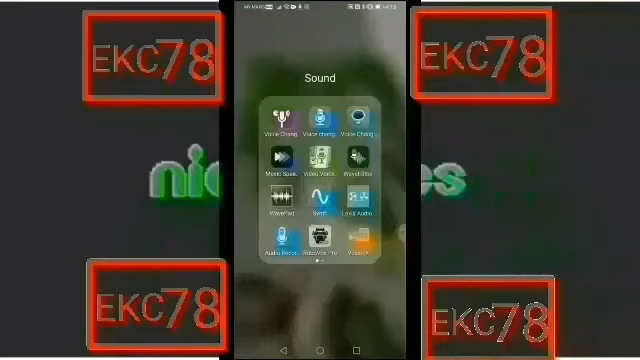 EKC78
EKC78
Sound
Voice Chang..
Voice chang..
Voice Chang..
Music Spee..
Video Voice..
WaveEditor
WavePad
Synth
Lexis Audio..
Audio Recor..
RoboVox Pro
VoiceFX
EKC78
EKC78